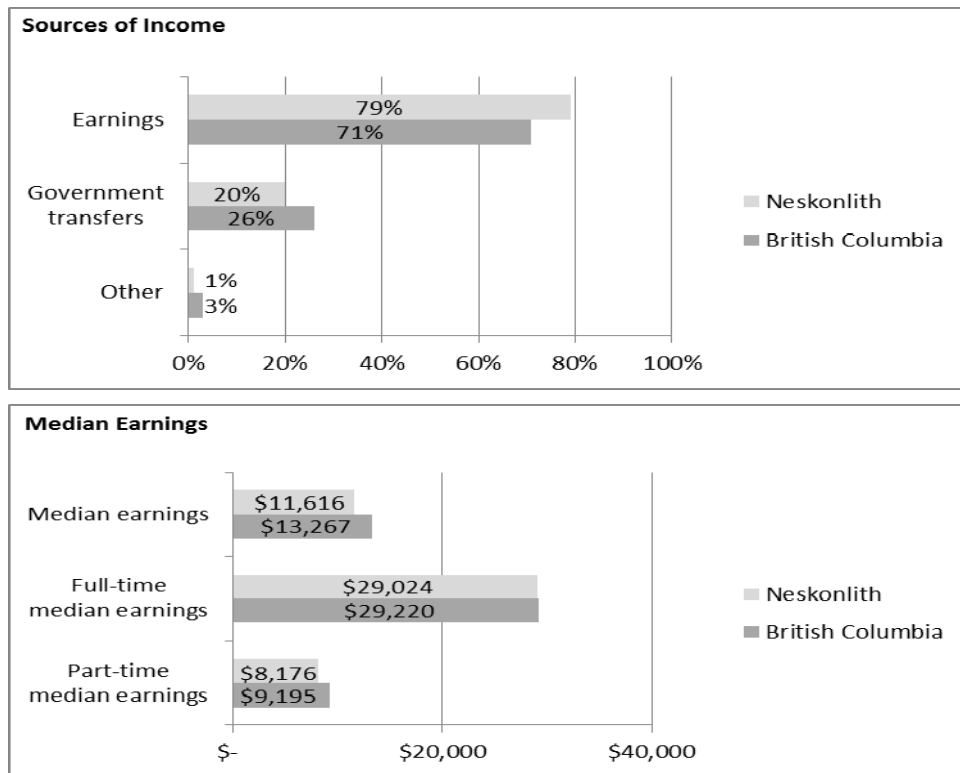 Sources of Income
Earnings
79%
71%
Government
transfers
20%
26%
Other
1%
3%
0%
20%
40%
60%
80%
100%
Neskonlith
British Columbia
Median Earnings
Median earnings
$11,616
$13,267
Full-time
median earnings
$29,024
$29,220
Part-time
median earnings
$8,176
$9,195
$-
$20,000
$40,000
Neskonlith
British Columbia